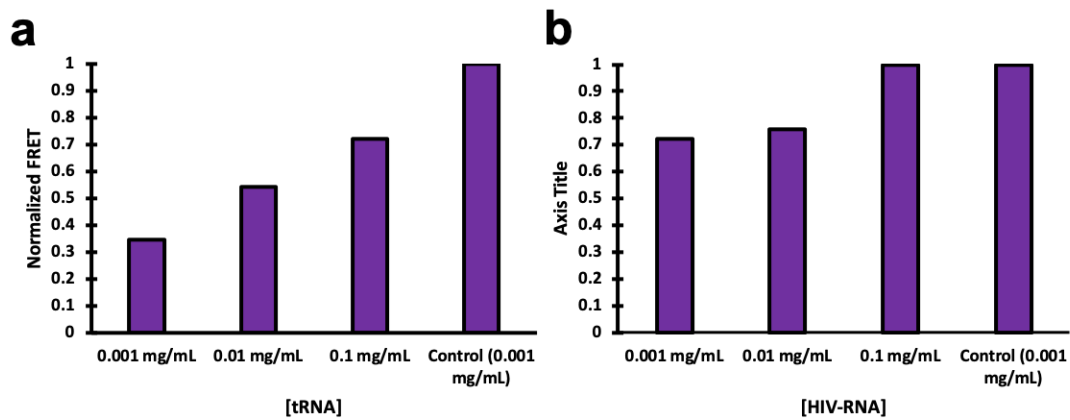 a
Normalized FRET
1
0.9
0.8
0.7
0.6
0.5
0.4
0.3
0.2
0.1
0
0.001 mg/mL
0.01 mg/mL
0.1 mg/mL
Control (0.001
mg/mL)
[tRNA]
b
Axis Title
1
0.9
0.8
0.7
0.6
0.5
0.4
0.3
0.2
0.1
0
0.001 mg/mL
0.01 mg/mL
0.1 mg/mL
Control (0.001
mg/mL)
[HIV-RNA]